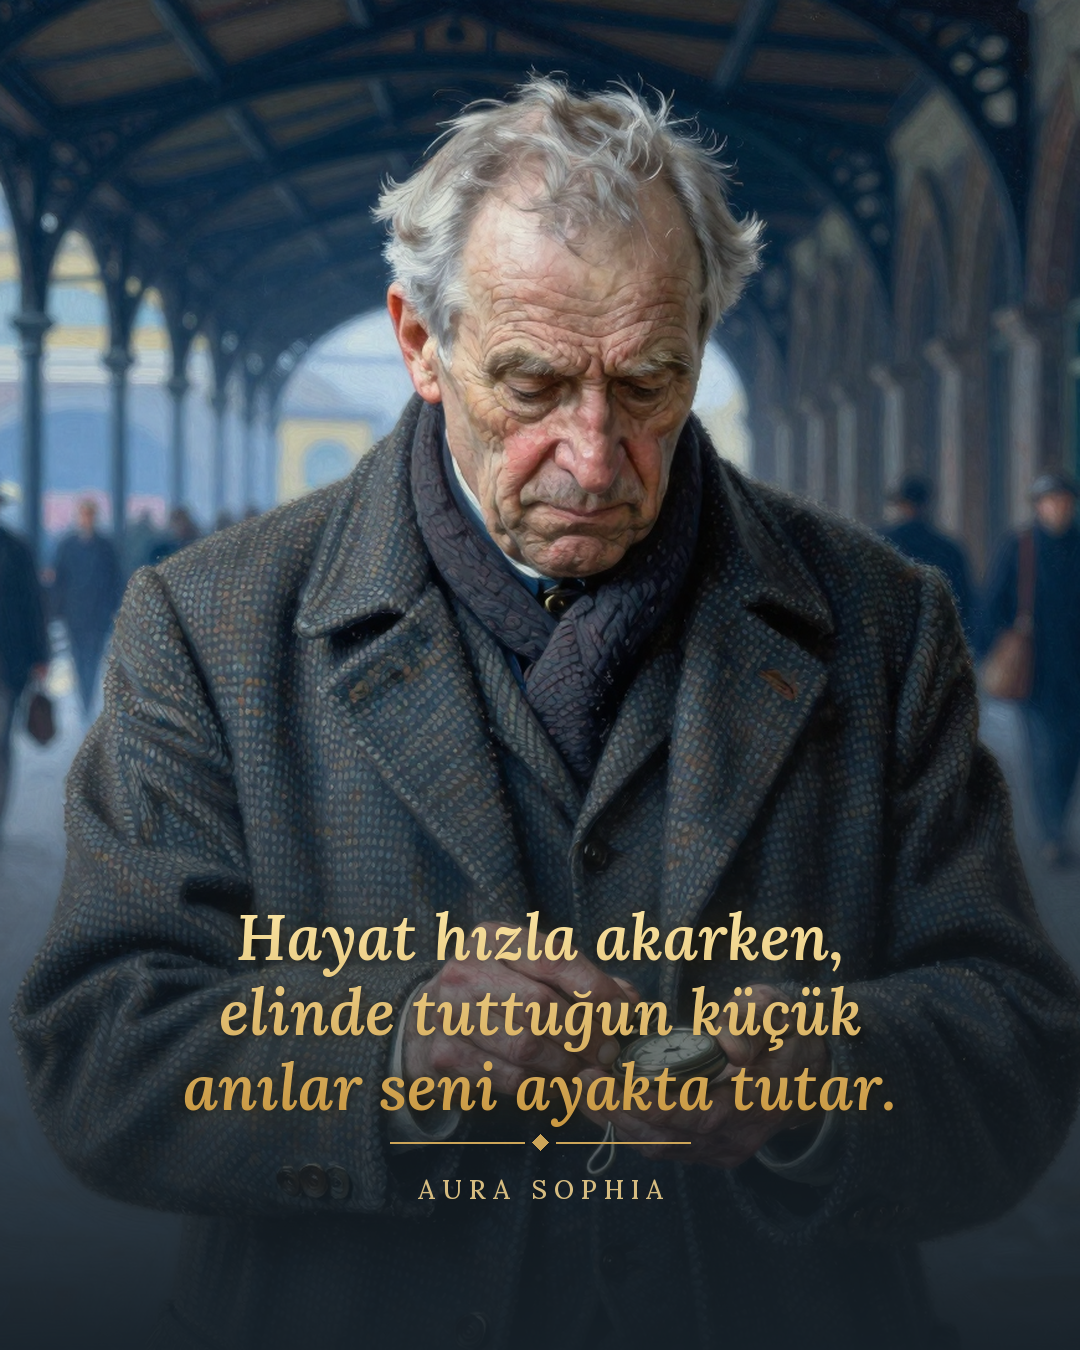 Hayat hızla akarken,
elinde tuttuğun küçük
anılar seni ayakta tutar.
AURA SOPHIA